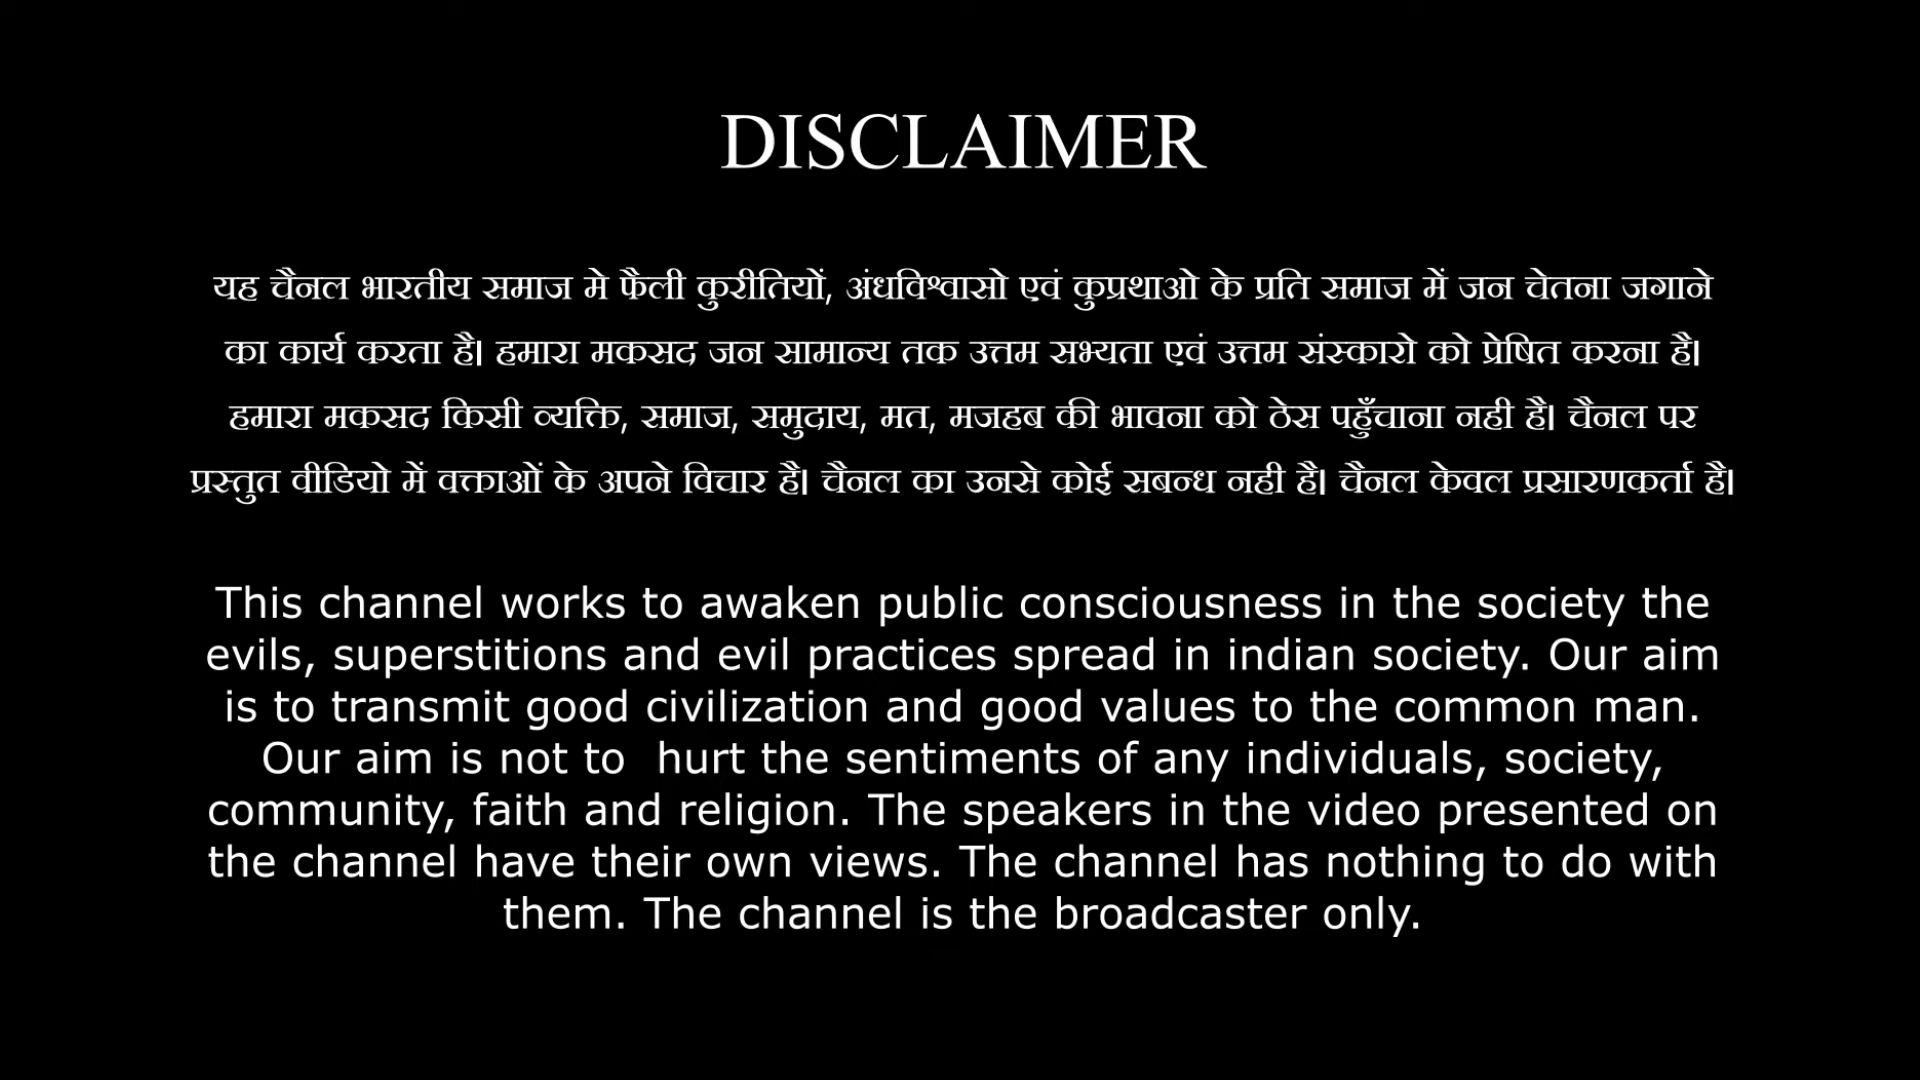 DISCLAIMER
यह चैनल भारतीय समाज मे फैली कुरीतियों, अंधविश्वासो एवं कुप्रथाओ के प्रति समाज में जन चेतना जगाने
का कार्य करता है। हमारा मकसद जन सामान्य तक उत्तम सभ्यता एवं उत्तम संस्कारो को प्रेषित करना है।
हमारा मकसद किसी व्यक्ति, समाज, समुदाय, मत, मजहब की भावना को ठेस पहुँचाना नही है। चैनल पर
प्रस्तुत वीडियो में वक्ताओं के अपने विचार है। चैनल का उनसे कोई सबन्ध नही है। चैनल केवल प्रसारणकर्ता है।
This channel works to awaken public consciousness in the society the
evils, superstitions and evil practices spread in indian society. Our aim
is to transmit good civilization and good values to the common man.
Our aim is not to  hurt the sentiments of any individuals, society,
community, faith and religion. The speakers in the video presented on
the channel have their own views. The channel has nothing to do with
them. The channel is the broadcaster only.